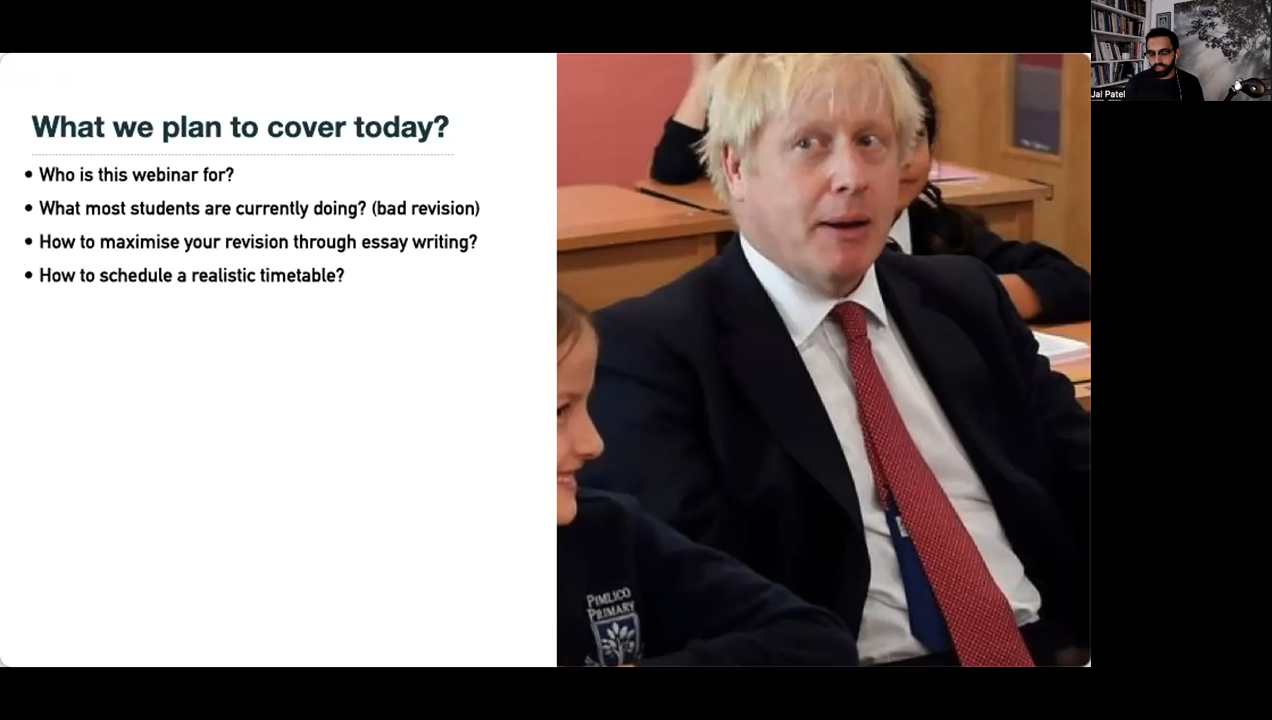 What we plan to cover today?
• Who is this webinar for?
• What most students are currently doing? (bad revision)
• How to maximise your revision through essay writing?
• How to schedule a realistic timetable?
PIMLICO
PRIMARY
Jal Patel